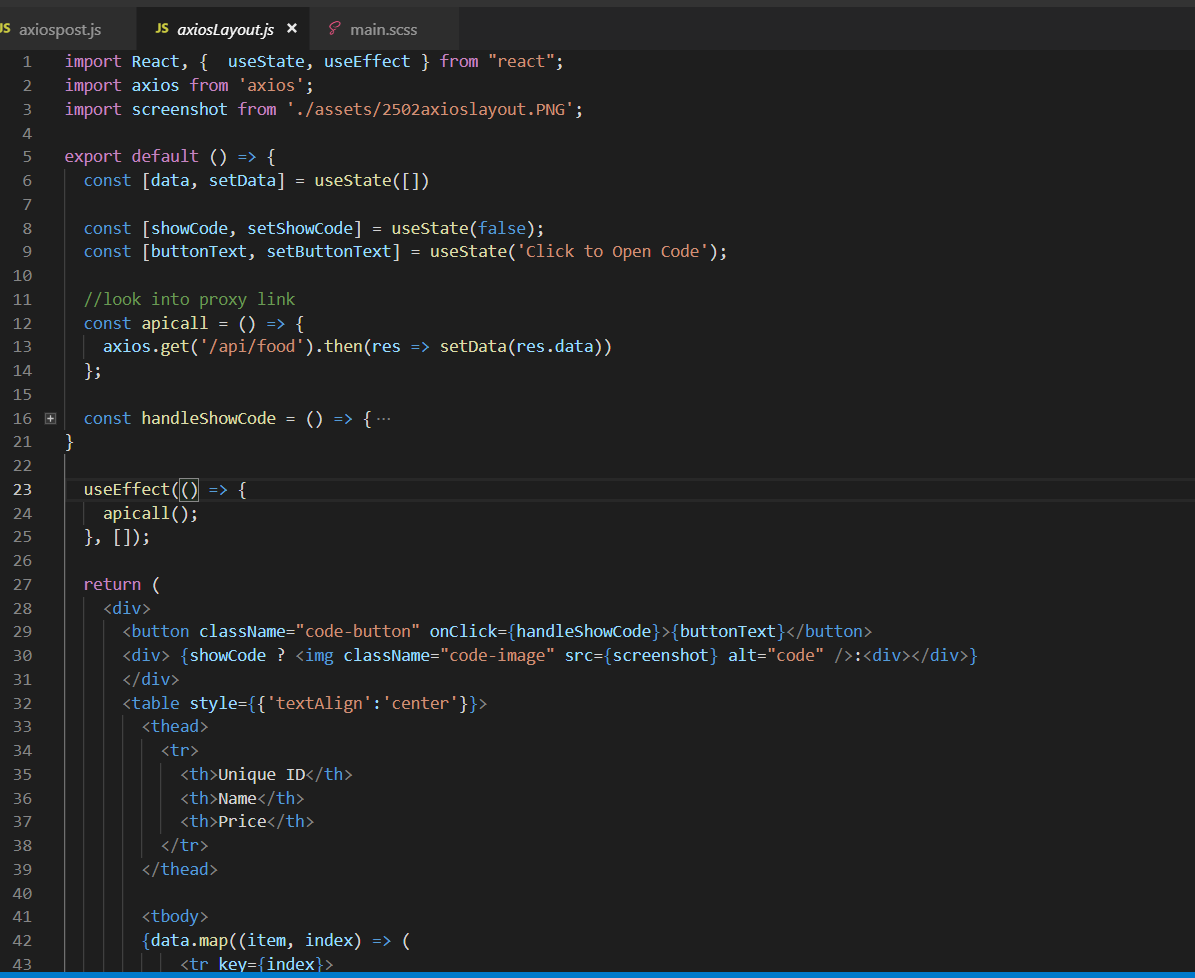 JS axiospost.js JS axiosLayout.js × main.scss
1 import React, {  useState, useEffect } from "react";
2 import axios from 'axios';
3 import screenshot from './assets/2502axioslayout.PNG';
4
5 export default () => {
6   const [data, setData] = useState([])
7
8   const [showCode, setShowCode] = useState(false);
9   const [buttonText, setButtonText] = useState('Click to Open Code');
10
11   //look into proxy link
12   const apicall = () => {
13     axios.get('/api/food').then(res => setData(res.data))
14   };
15
16   const handleShowCode = () => {···
21 }
22
23   useEffect(() => {
24     apicall();
25   }, []);
26
27   return (
28     <div>
29       <button className="code-button" onClick={handleShowCode}>{buttonText}</button>
30       <div> {showCode ? <img className="code-image" src={screenshot} alt="code" />:<div></div>}
31       </div>
32       <table style={{'textAlign':'center'}}>
33         <thead>
34           <tr>
35             <th>Unique ID</th>
36             <th>Name</th>
37             <th>Price</th>
38           </tr>
39         </thead>
40
41         <tbody>
42         {data.map((item, index) => (
43             <tr key={index}>